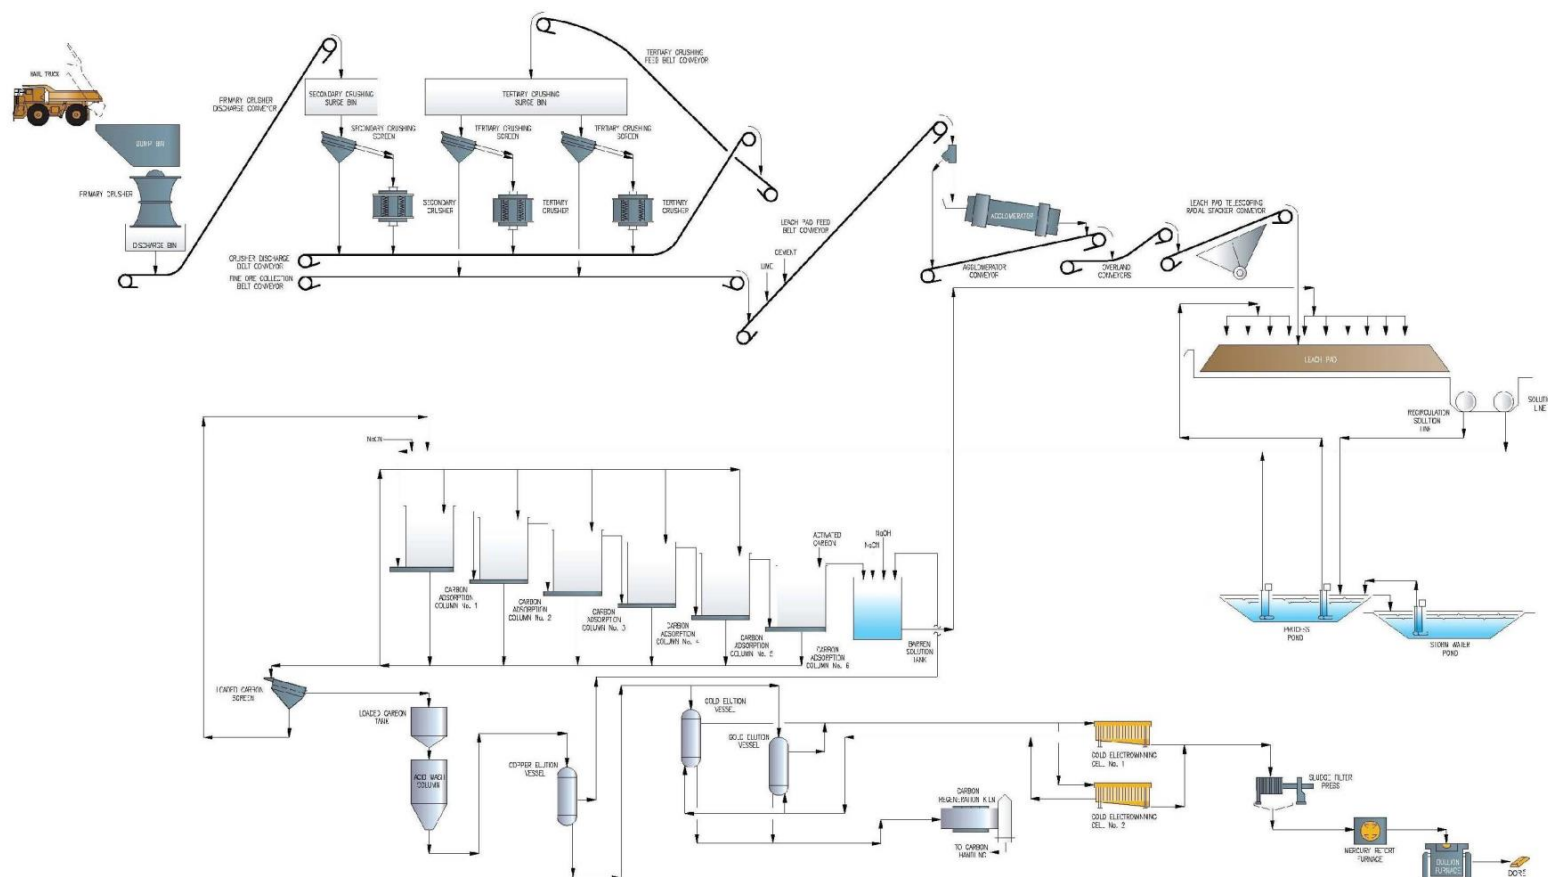 HAUL TRUCK
DUMP BIN
PRIMARY CRUSHER
DISCHARGE BIN
PRIMARY CRUSHER
DISCHARGE CONVEYOR
SECONDARY CRUSHING
SURGE BIN
SECONDARY CRUSHING
SCREEN
SECONDARY
CRUSHER
TERTIARY CRUSHING
SURGE BIN
TERTIARY CRUSHING
SCREEN
TERTIARY
CRUSHER
TERTIARY CRUSHING
SCREEN
TERTIARY
CRUSHER
TERTIARY CRUSHING
FEED BELT CONVEYOR
CRUSHER DISCHARGE
BELT CONVEYOR
FINE ORE COLLECTION
BELT CONVEYOR
LIME
CEMENT
LEACH PAD FEED
BELT CONVEYOR
AGGLOMERATOR
AGGLOMERATOR
CONVEYOR
OVERLAND
CONVEYORS
LEACH PAD TELESCOPING
RADIAL STACKER CONVEYOR
LEACH PAD
RECIRCULATION
SOLUTION
LINE
SOLUTI
LINE
NaCN
CARBON
ADSORPTION
COLUMN No. 1
CARBON
ADSORPTION
COLUMN No. 2
CARBON
ADSORPTION
COLUMN No. 3
CARBON
ADSORPTION
COLUMN No. 4
CARBON
ADSORPTION
COLUMN No. 5
CARBON
ADSORPTION
COLUMN No. 6
ACTIVATED
CARBON
NaOH
NaCN
BARREN
SOLUTION
TANK
POND
STORM WATER
POND
LOADED CARBON
SCREEN
LOADED CARBON
TANK
ACID WASH
COLUMN
COPPER ELUTION
VESSEL
GOLD ELUTION
VESSEL
GOLD ELUTION
VESSEL
CARBON
REGENERATION KILN
TO CARBON
HANDLING
GOLD ELECTROWINNING
CELL No. 1
GOLD ELECTROWINNING
CELL No. 2
SLUDGE FILTER
PRESS
MERCURY RETORT
FURNACE
BULLION
FURNACE
DORE